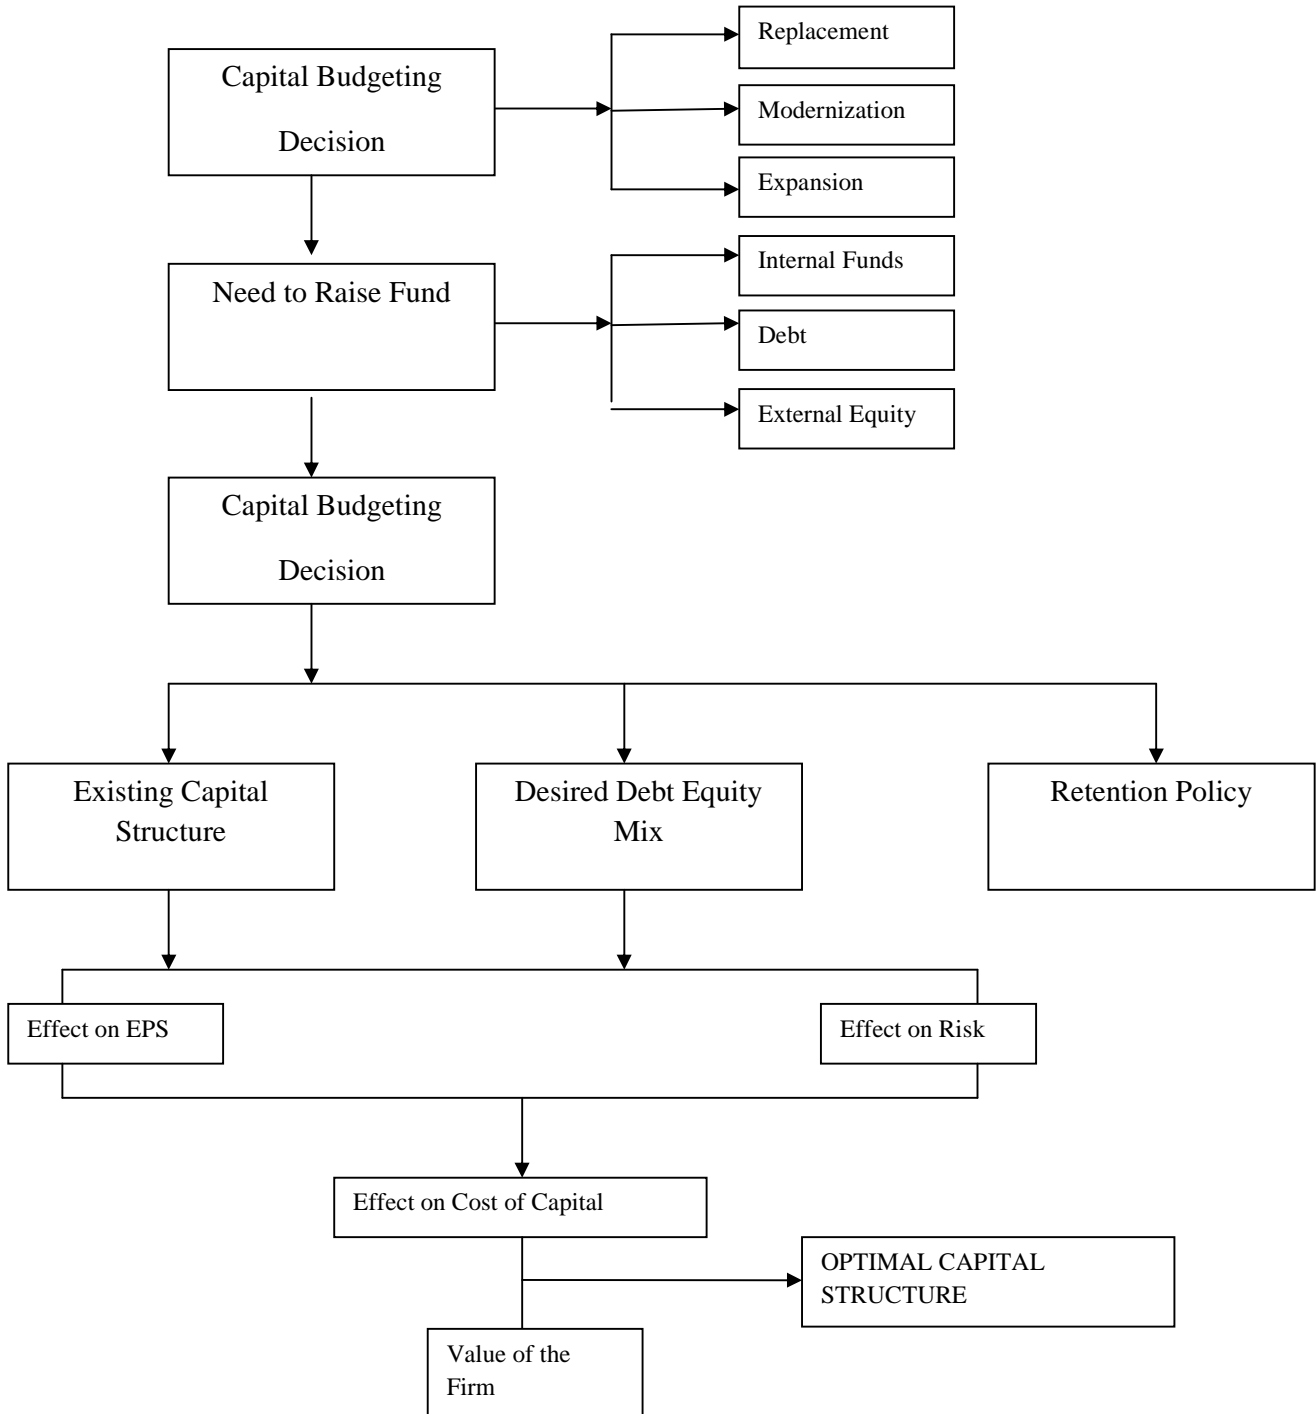 Capital Budgeting
Decision
Replacement
Modernization
Expansion
Need to Raise Fund
Internal Funds
Debt
External Equity
Capital Budgeting
Decision
Existing Capital
Structure
Desired Debt Equity
Mix
Retention Policy
Effect on EPS
Effect on Risk
Effect on Cost of Capital
OPTIMAL CAPITAL
STRUCTURE
Value of the
Firm